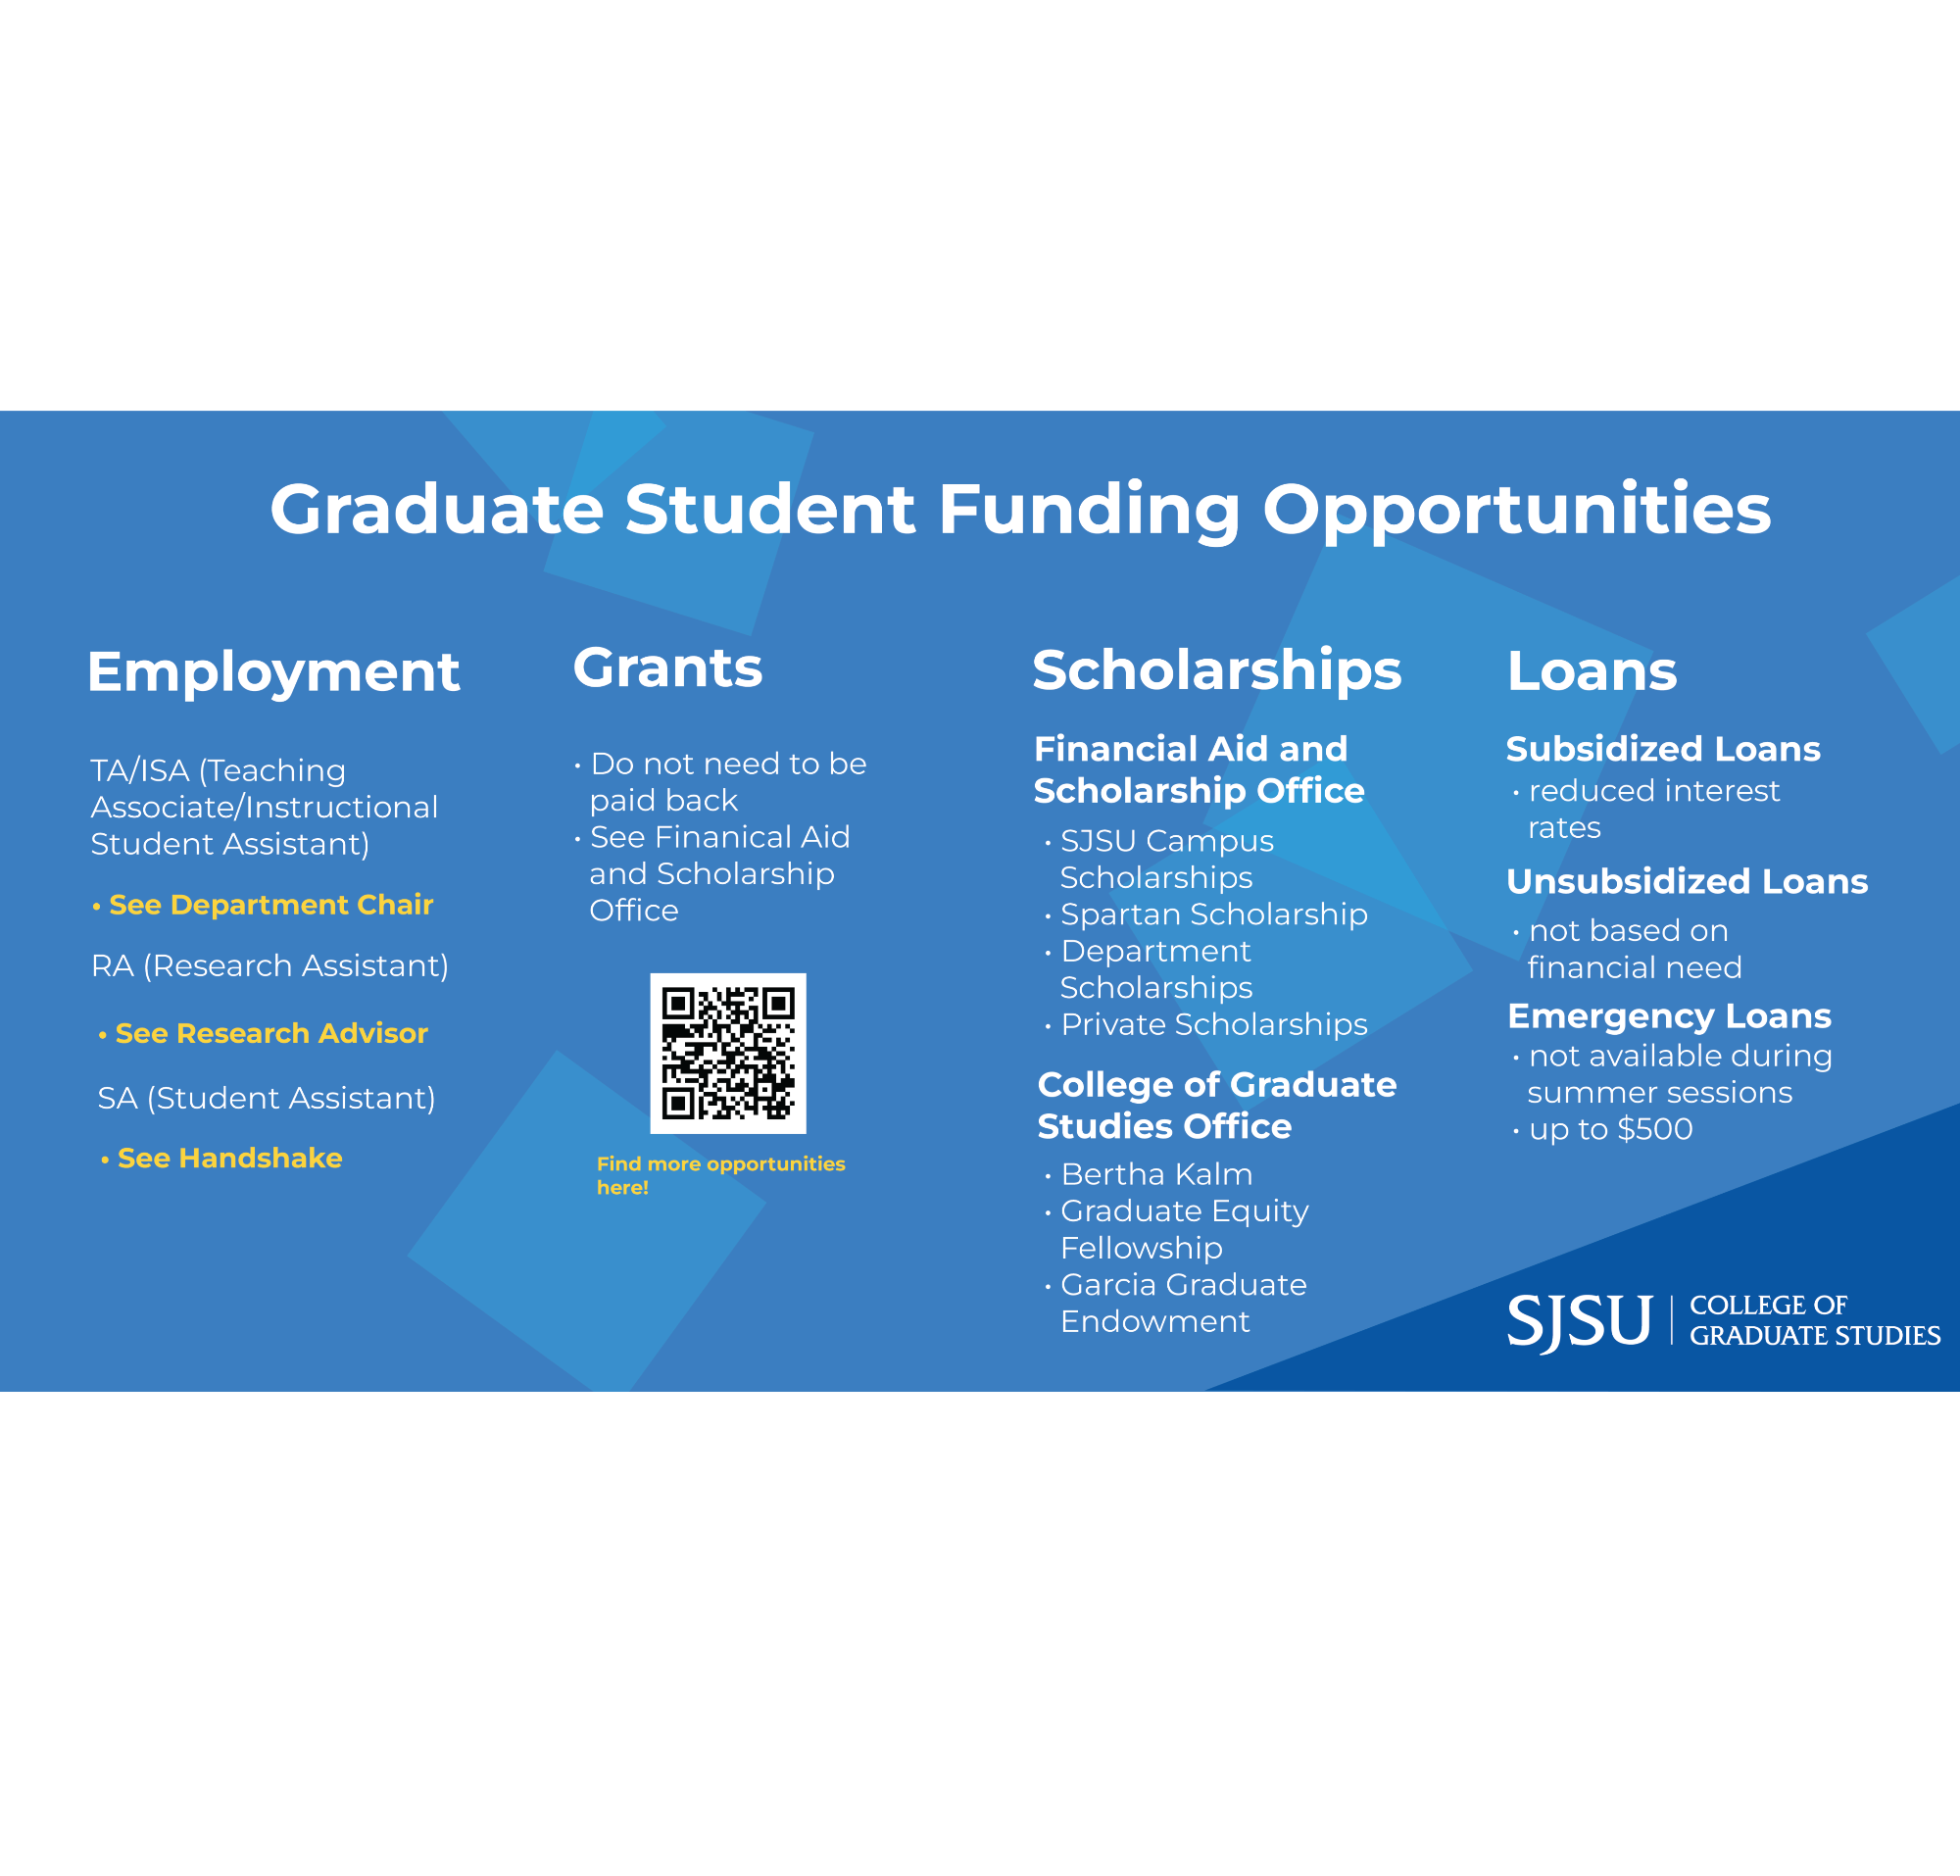 Graduate Student Funding Opportunities
Employment
TA/ISA (Teaching
Associate/Instructional
Student Assistant)
• See Department Chair
RA (Research Assistant)
• See Research Advisor
SA (Student Assistant)
• See Handshake
Grants
• Do not need to be
paid back
• See Finanical Aid
and Scholarship
Office
Find more opportunities
here!
Scholarships
Financial Aid and
Scholarship Office
• SJSU Campus
Scholarships
• Spartan Scholarship
• Department
Scholarships
• Private Scholarships
College of Graduate
Studies Office
• Bertha Kalm
• Graduate Equity
Fellowship
• Garcia Graduate
Endowment
Loans
Subsidized Loans
• reduced interest
rates
Unsubsidized Loans
• not based on
financial need
Emergency Loans
• not available during
summer sessions
• up to $500
SJSU | COLLEGE OF
GRADUATE STUDIES